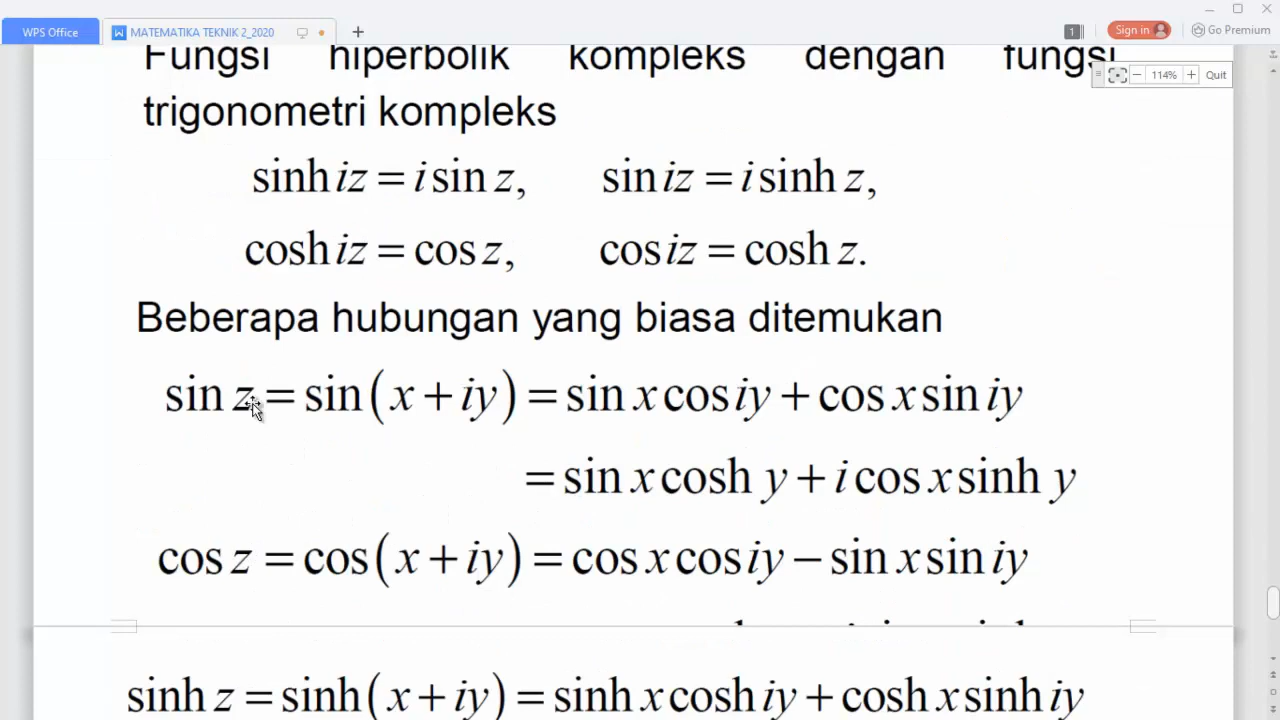 WPS Office
MATEMATIKA TEKNIK 2_2020
1
Sign in
Go Premium
Fungsi hiperbolik kompleks dengan fungsi
114%
Quit
trigonometri kompleks
sinh iz = i sin z, sin iz = i sinh z,
cosh iz = cos z, cos iz = cosh z.
Beberapa hubungan yang biasa ditemukan
sin z = sin(x + iy) = sin x cos iy + cos x sin iy
= sin x cosh y + i cos x sinh y
cos z = cos(x + iy) = cos x cos iy − sin x sin iy
sinh z = sinh(x + iy) = sinh x cosh iy + cosh x sinh iy